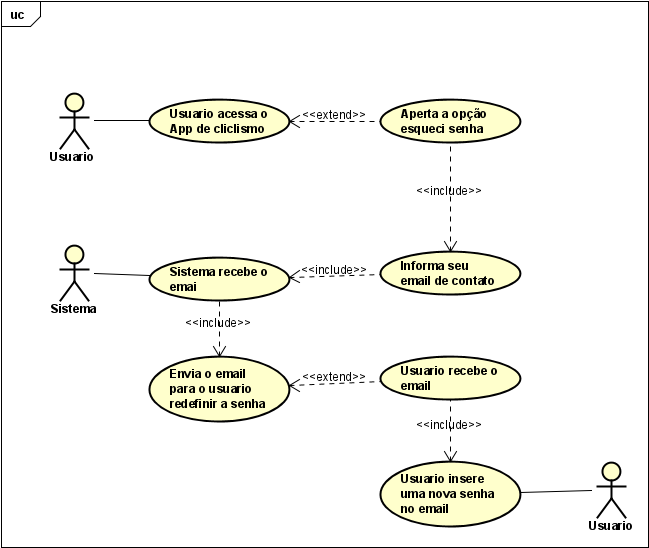 uc
Usuario acessa o
App de cliclismo
<<extend>>
Aperta a opção
esqueci senha
Usuario
<<include>>
Sistema recebe o
emai
<<include>>
Informa seu
email de contato
Sistema
<<include>>
Envia o email
para o usuario
redefinir a senha
<<extend>>
Usuario recebe o
email
<<include>>
Usuario insere
uma nova senha
no email
Usuario